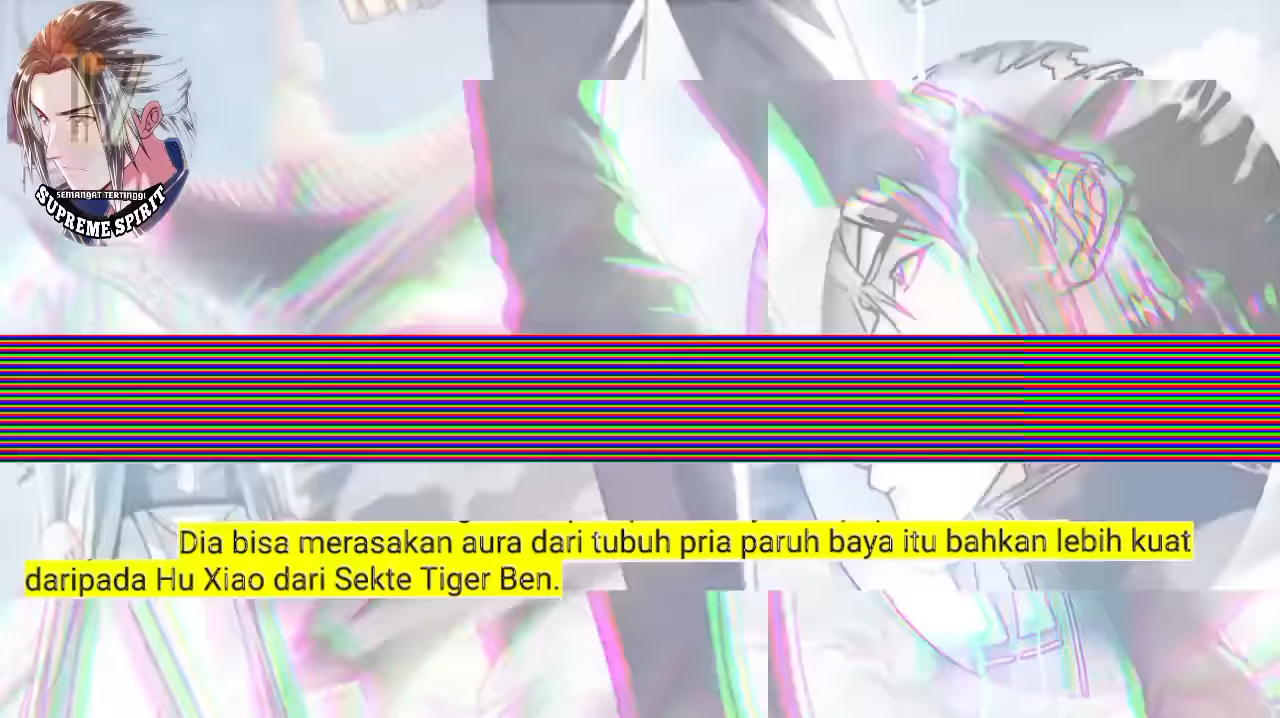 SEMANGAT TERTINGGI
SUPREME SPIRIT
Dia bisa merasakan aura dari tubuh pria paruh baya itu bahkan lebih kuat
daripada Hu Xiao dari Sekte Tiger Ben.